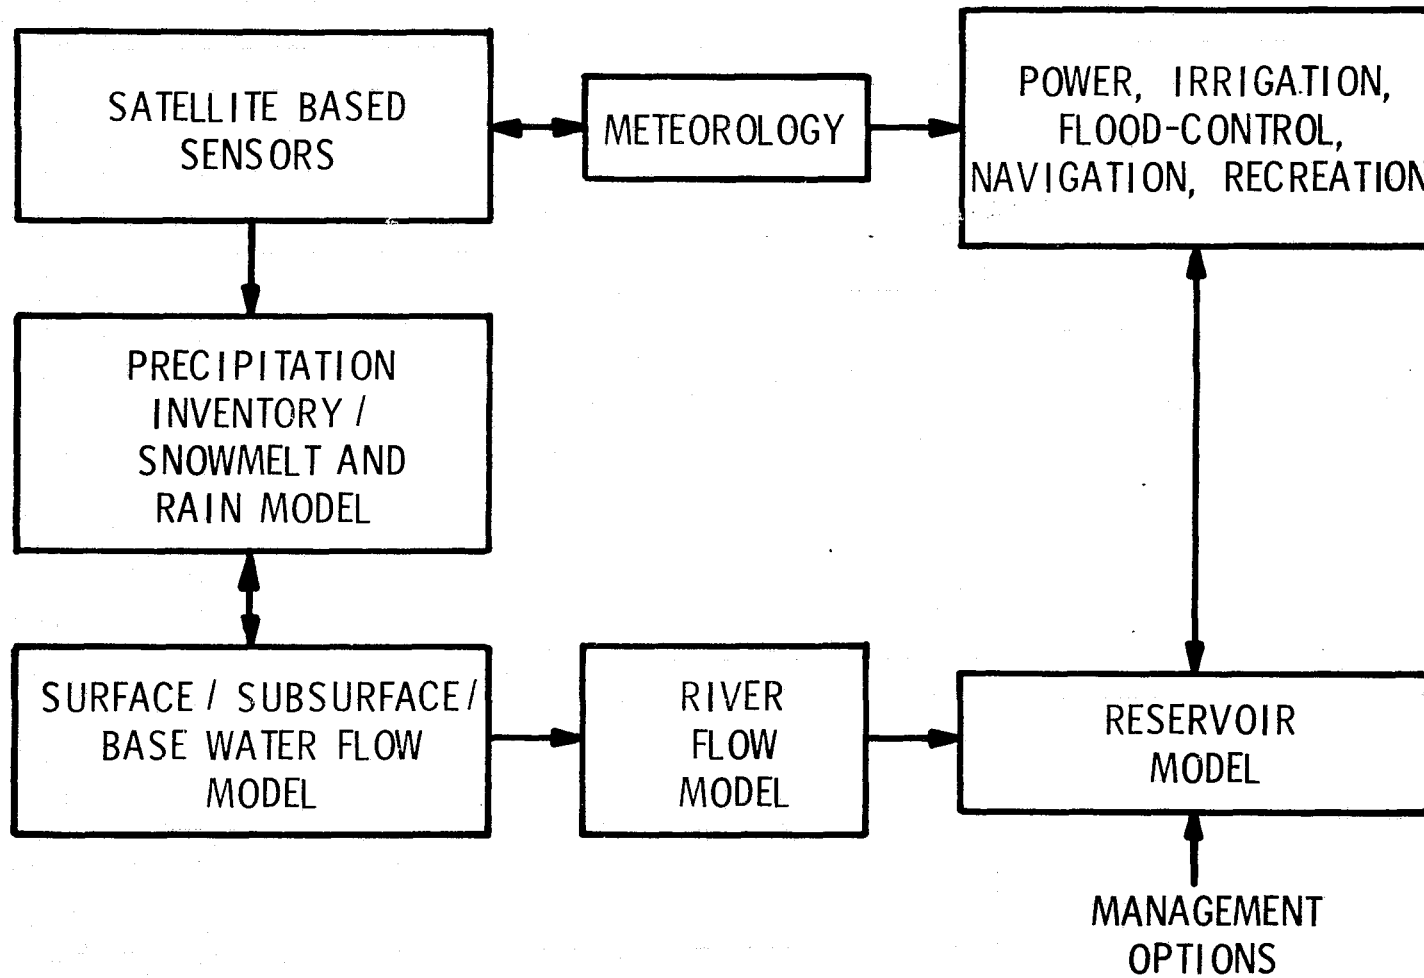 SATELLITE BASED
SENSORS
METEOROLOGY
POWER, IRRIGATION,
FLOOD-CONTROL,
NAVIGATION, RECREATION
PRECIPITATION
INVENTORY /
SNOWMELT AND
RAIN MODEL
SURFACE / SUBSURFACE /
BASE WATER FLOW
MODEL
RIVER
FLOW
MODEL
RESERVOIR
MODEL
MANAGEMENT
OPTIONS